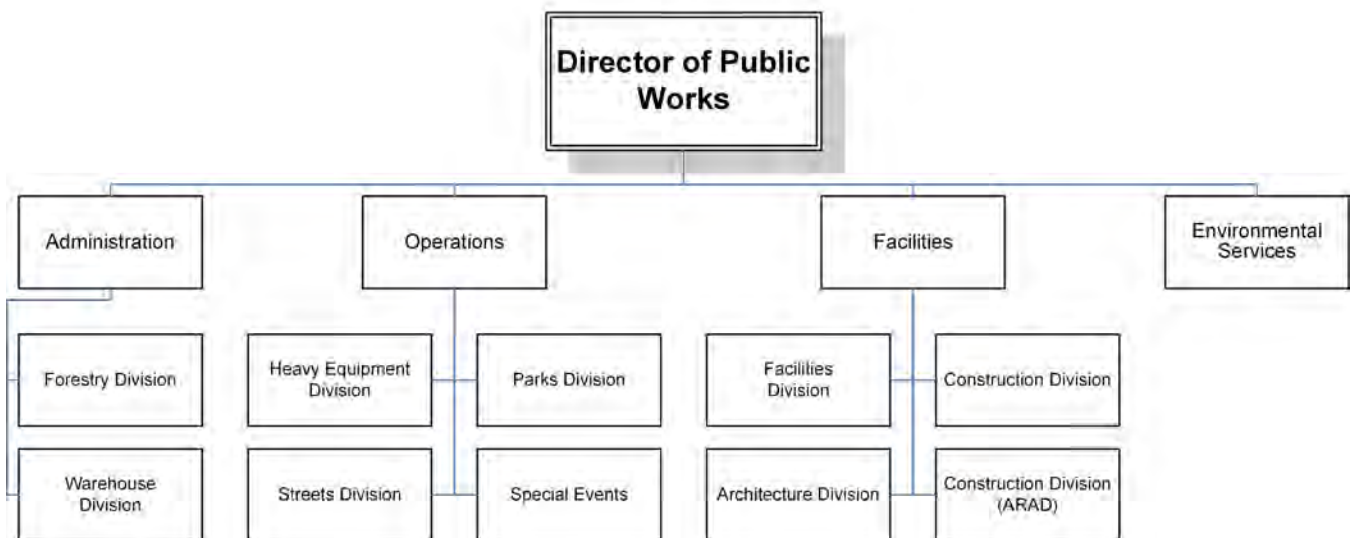 Director of Public
Works
Administration
Operations
Facilities
Environmental
Services
Forestry Division
Heavy Equipment
Division
Parks Division
Facilities
Division
Construction Division
Warehouse
Division
Streets Division
Special Events
Architecture Division
Construction Division
(ARAD)